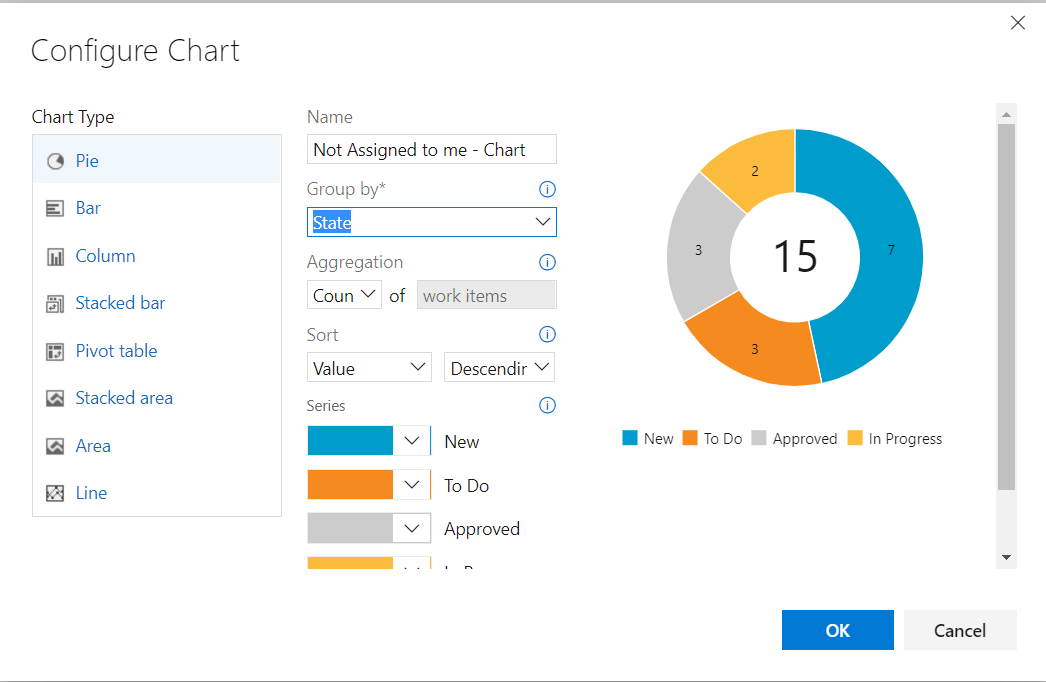 Configure Chart
Chart Type
Pie
Bar
Column
Stacked bar
Pivot table
Stacked area
Area
Line
Name
Not Assigned to me - Chart
Group by*
State
Aggregation
Coun of work items
Sort
Value Descendin
Series
New
To Do
Approved
2
7
3
3
15
New To Do Approved In Progress
OK Cancel